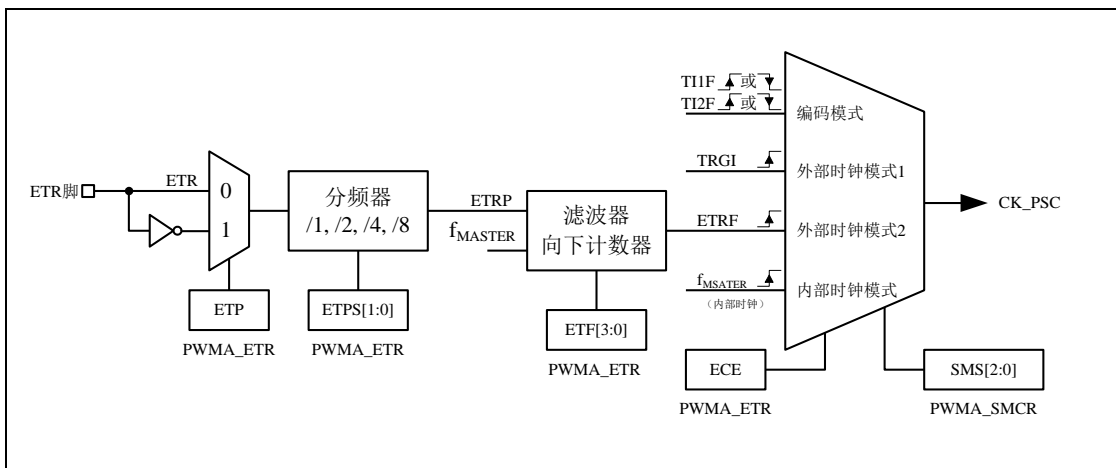 TI1F 或
TI2F 或
编码模式
TRGI
外部时钟模式1
ETR脚
ETR
0
1
分频器
/1, /2, /4, /8
ETRP
fMASTER
滤波器
向下计数器
ETRF
外部时钟模式2
CK_PSC
fMSATER
(内部时钟)
内部时钟模式
ETP
PWMA_ETR
ETPS[1:0]
PWMA_ETR
ETF[3:0]
PWMA_ETR
ECE
PWMA_ETR
SMS[2:0]
PWMA_SMCR